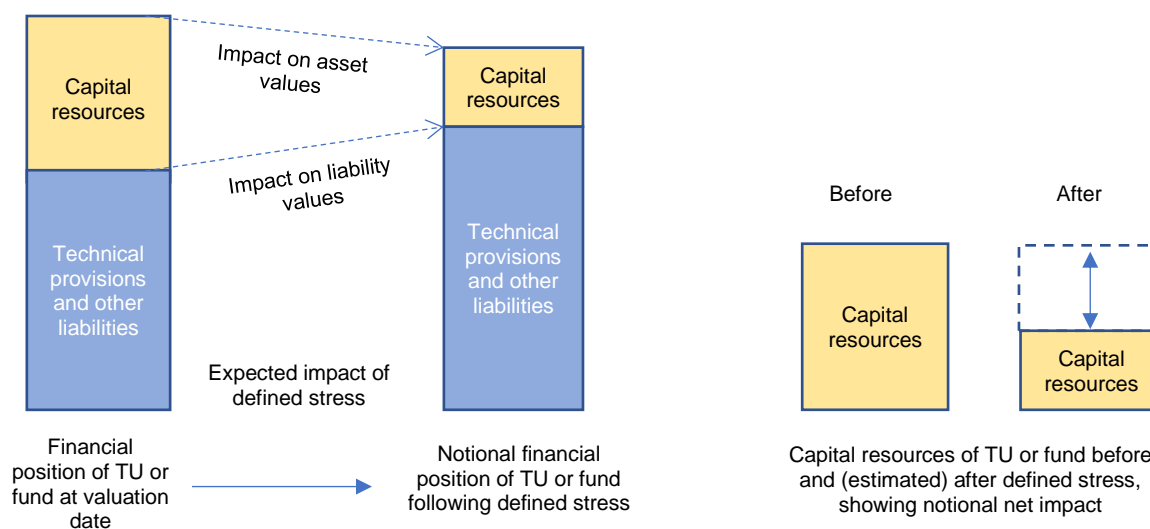 Capital
resources
Impact on asset
values
Capital
resources
Impact on liability
values
Technical
provisions
and other
liabilities
Technical
provisions
and other
liabilities
Expected impact of
defined stress
Financial
position of TU or
fund at valuation
date
Notional financial
position of TU or fund
following defined stress
Before
After
Capital
resources
Capital
resources
Capital resources of TU or fund before
and (estimated) after defined stress,
showing notional net impact